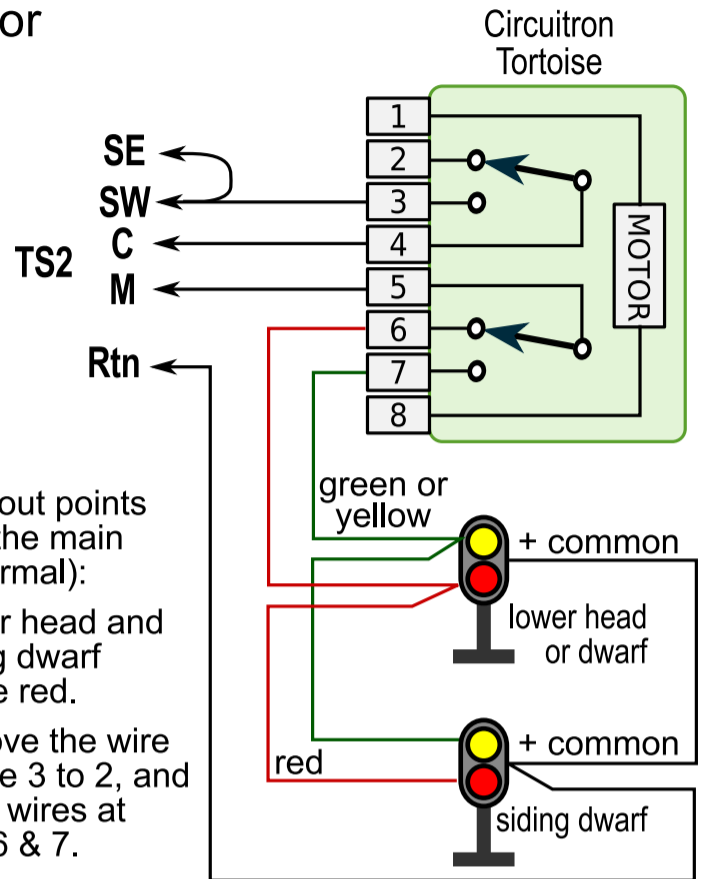 or
Circuitron
Tortoise
1
2
3
4
5
6
7
8
MOTOR
SE
SW
C
M
TS2
Rtn
green or
yellow
+ common
lower head
or dwarf
+ common
red
siding dwarf
out points
the main
rmal):
r head and
g dwarf
e red.
ove the wire
e 3 to 2, and
wires at
6 & 7.